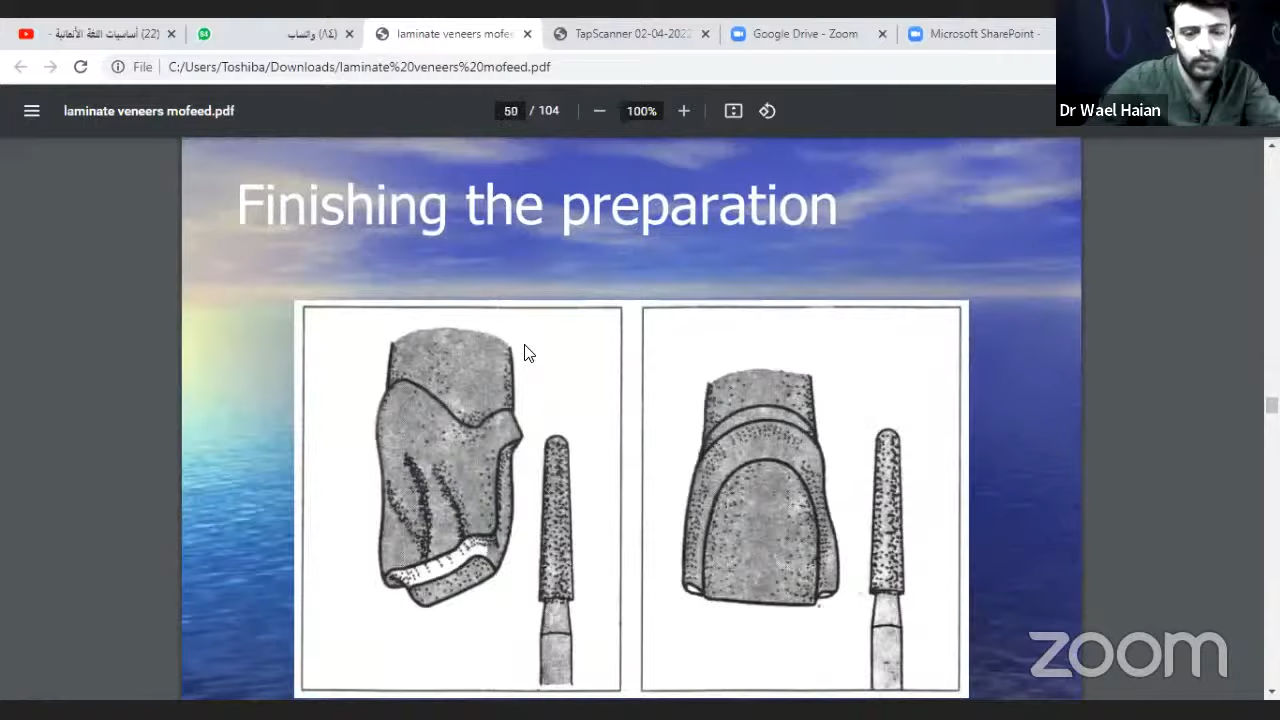 (22) أساسيات اللغة الألمانية -
(٨٤) واتساب
laminate veneers mofe
TapScanner 02-04-2022
Google Drive - Zoom
Microsoft SharePoint -
File
C:/Users/Toshiba/Downloads/laminate%20veneers%20mofeed.pdf
laminate veneers mofeed.pdf
50 / 104
100%
Dr Wael Haian
Finishing the preparation
zoom